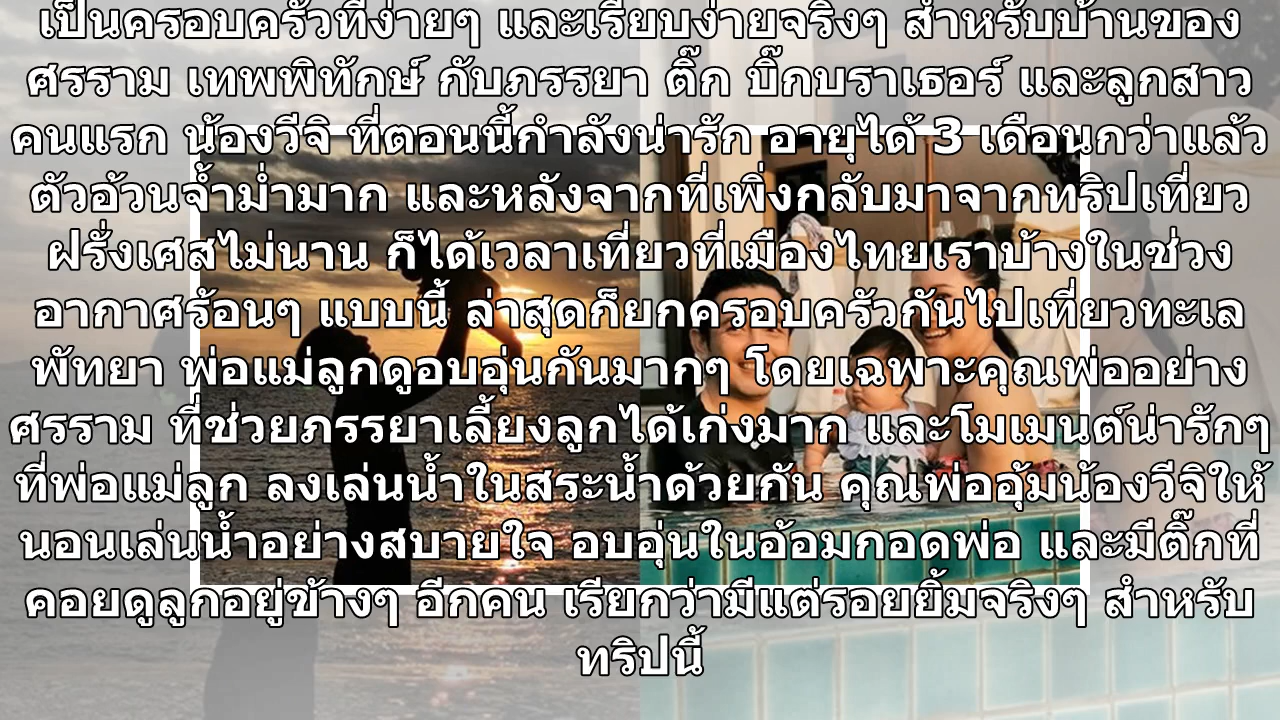 เป็นครอบครัวที่ง่ายๆ และเรียบง่ายจริงๆ สำหรับบ้านของ
ศรราม เทพพิทักษ์ กับภรรยา ติ๊ก บิ๊กบราเธอร์ และลูกสาว
คนแรก น้องวีจิ ที่ตอนนี้กำลังน่ารัก อายุได้ 3 เดือนกว่าแล้ว
ตัวอ้วนจ้ำม่ำมาก และหลังจากที่เพิ่งกลับมาจากทริปเที่ยว
ฝรั่งเศสไม่นาน ก็ได้เวลาเที่ยวที่เมืองไทยเราบ้างในช่วง
อากาศร้อนๆ แบบนี้ ล่าสุดก็ยกครอบครัวกันไปเที่ยวทะเล
พัทยา พ่อแม่ลูกดูอบอุ่นกันมากๆ โดยเฉพาะคุณพ่ออย่าง
ศรราม ที่ช่วยภรรยาเลี้ยงลูกได้เก่งมาก และโมเมนต์น่ารักๆ
ที่พ่อแม่ลูก ลงเล่นน้ำในสระน้ำด้วยกัน คุณพ่ออุ้มน้องวีจิให้
นอนเล่นน้ำอย่างสบายใจ อบอุ่นในอ้อมกอดพ่อ และมีติ๊กที่
คอยดูลูกอยู่ข้างๆ อีกคน เรียกว่ามีแต่รอยยิ้มจริงๆ สำหรับ
ทริปนี้